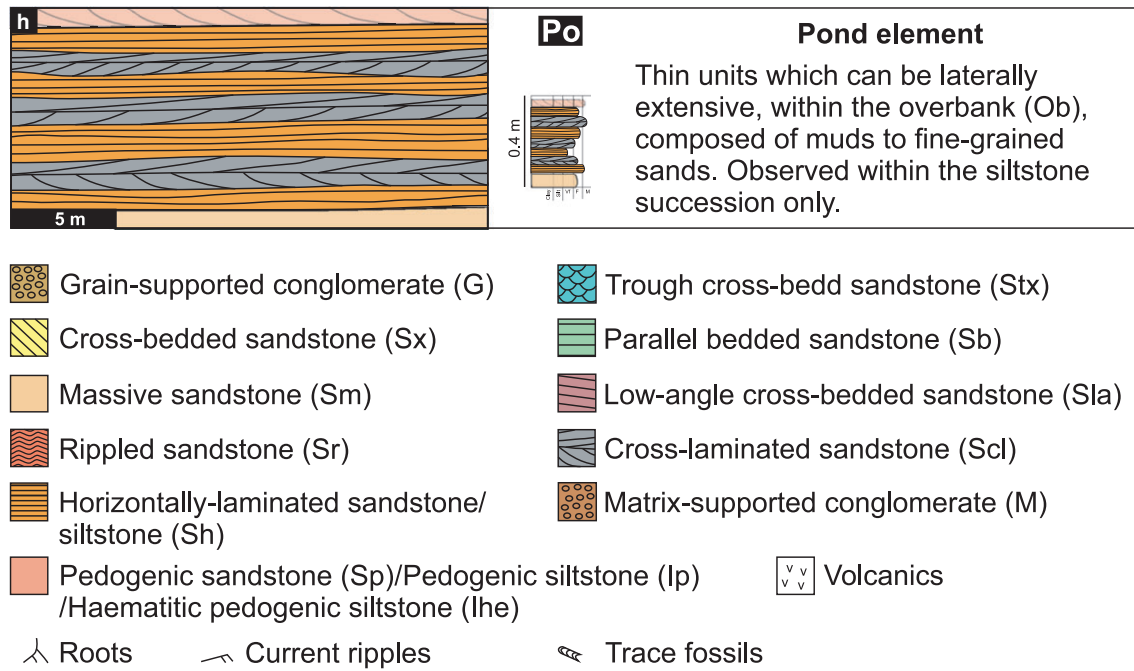 h
5 m
Po
Pond element
Thin units which can be laterally
extensive, within the overbank (Ob),
composed of muds to fine-grained
sands. Observed within the siltstone
succession only.
0.4 m
Clay Sh Vf F M
Grain-supported conglomerate (G)
Trough cross-bedd sandstone (Stx)
Cross-bedded sandstone (Sx)
Parallel bedded sandstone (Sb)
Massive sandstone (Sm)
Low-angle cross-bedded sandstone (Sla)
Rippled sandstone (Sr)
Cross-laminated sandstone (Scl)
Horizontally-laminated sandstone/
siltstone (Sh)
Matrix-supported conglomerate (M)
Pedogenic sandstone (Sp)/Pedogenic siltstone (Ip)
/Haematitic pedogenic siltstone (Ihe)
Volcanics
Roots
Current ripples
Trace fossils